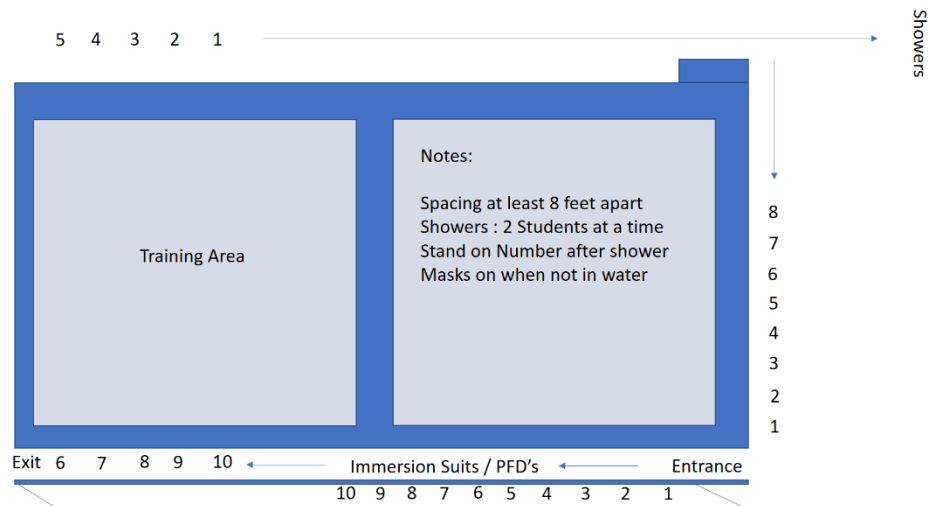 5 4 3 2 1
Showers
Notes:
Spacing at least 8 feet apart
Showers : 2 Students at a time
Stand on Number after shower
Masks on when not in water
Training Area
8
7
6
5
4
3
2
1
Exit 6 7 8 9 10 Immersion Suits / PFD's Entrance
10 9 8 7 6 5 4 3 2 1